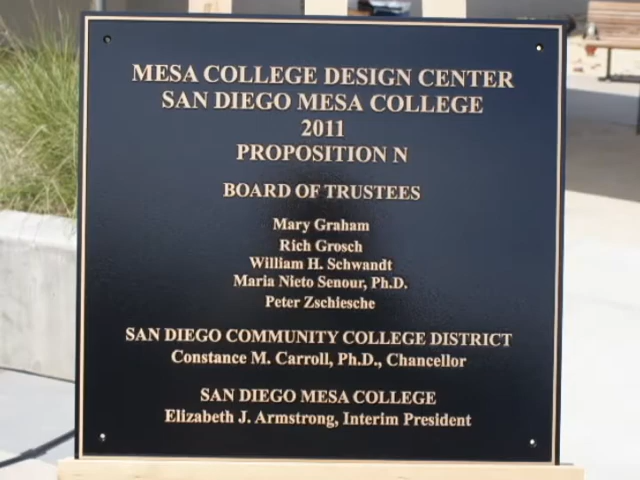 MESA COLLEGE DESIGN CENTER
SAN DIEGO MESA COLLEGE
2011
PROPOSITION N
BOARD OF TRUSTEES
Mary Graham
Rich Grosch
William H. Schwandt
Maria Nieto Senour, Ph.D.
Peter Zschiesche
SAN DIEGO COMMUNITY COLLEGE DISTRICT
Constance M. Carroll, Ph.D., Chancellor
SAN DIEGO MESA COLLEGE
Elizabeth J. Armstrong, Interim President